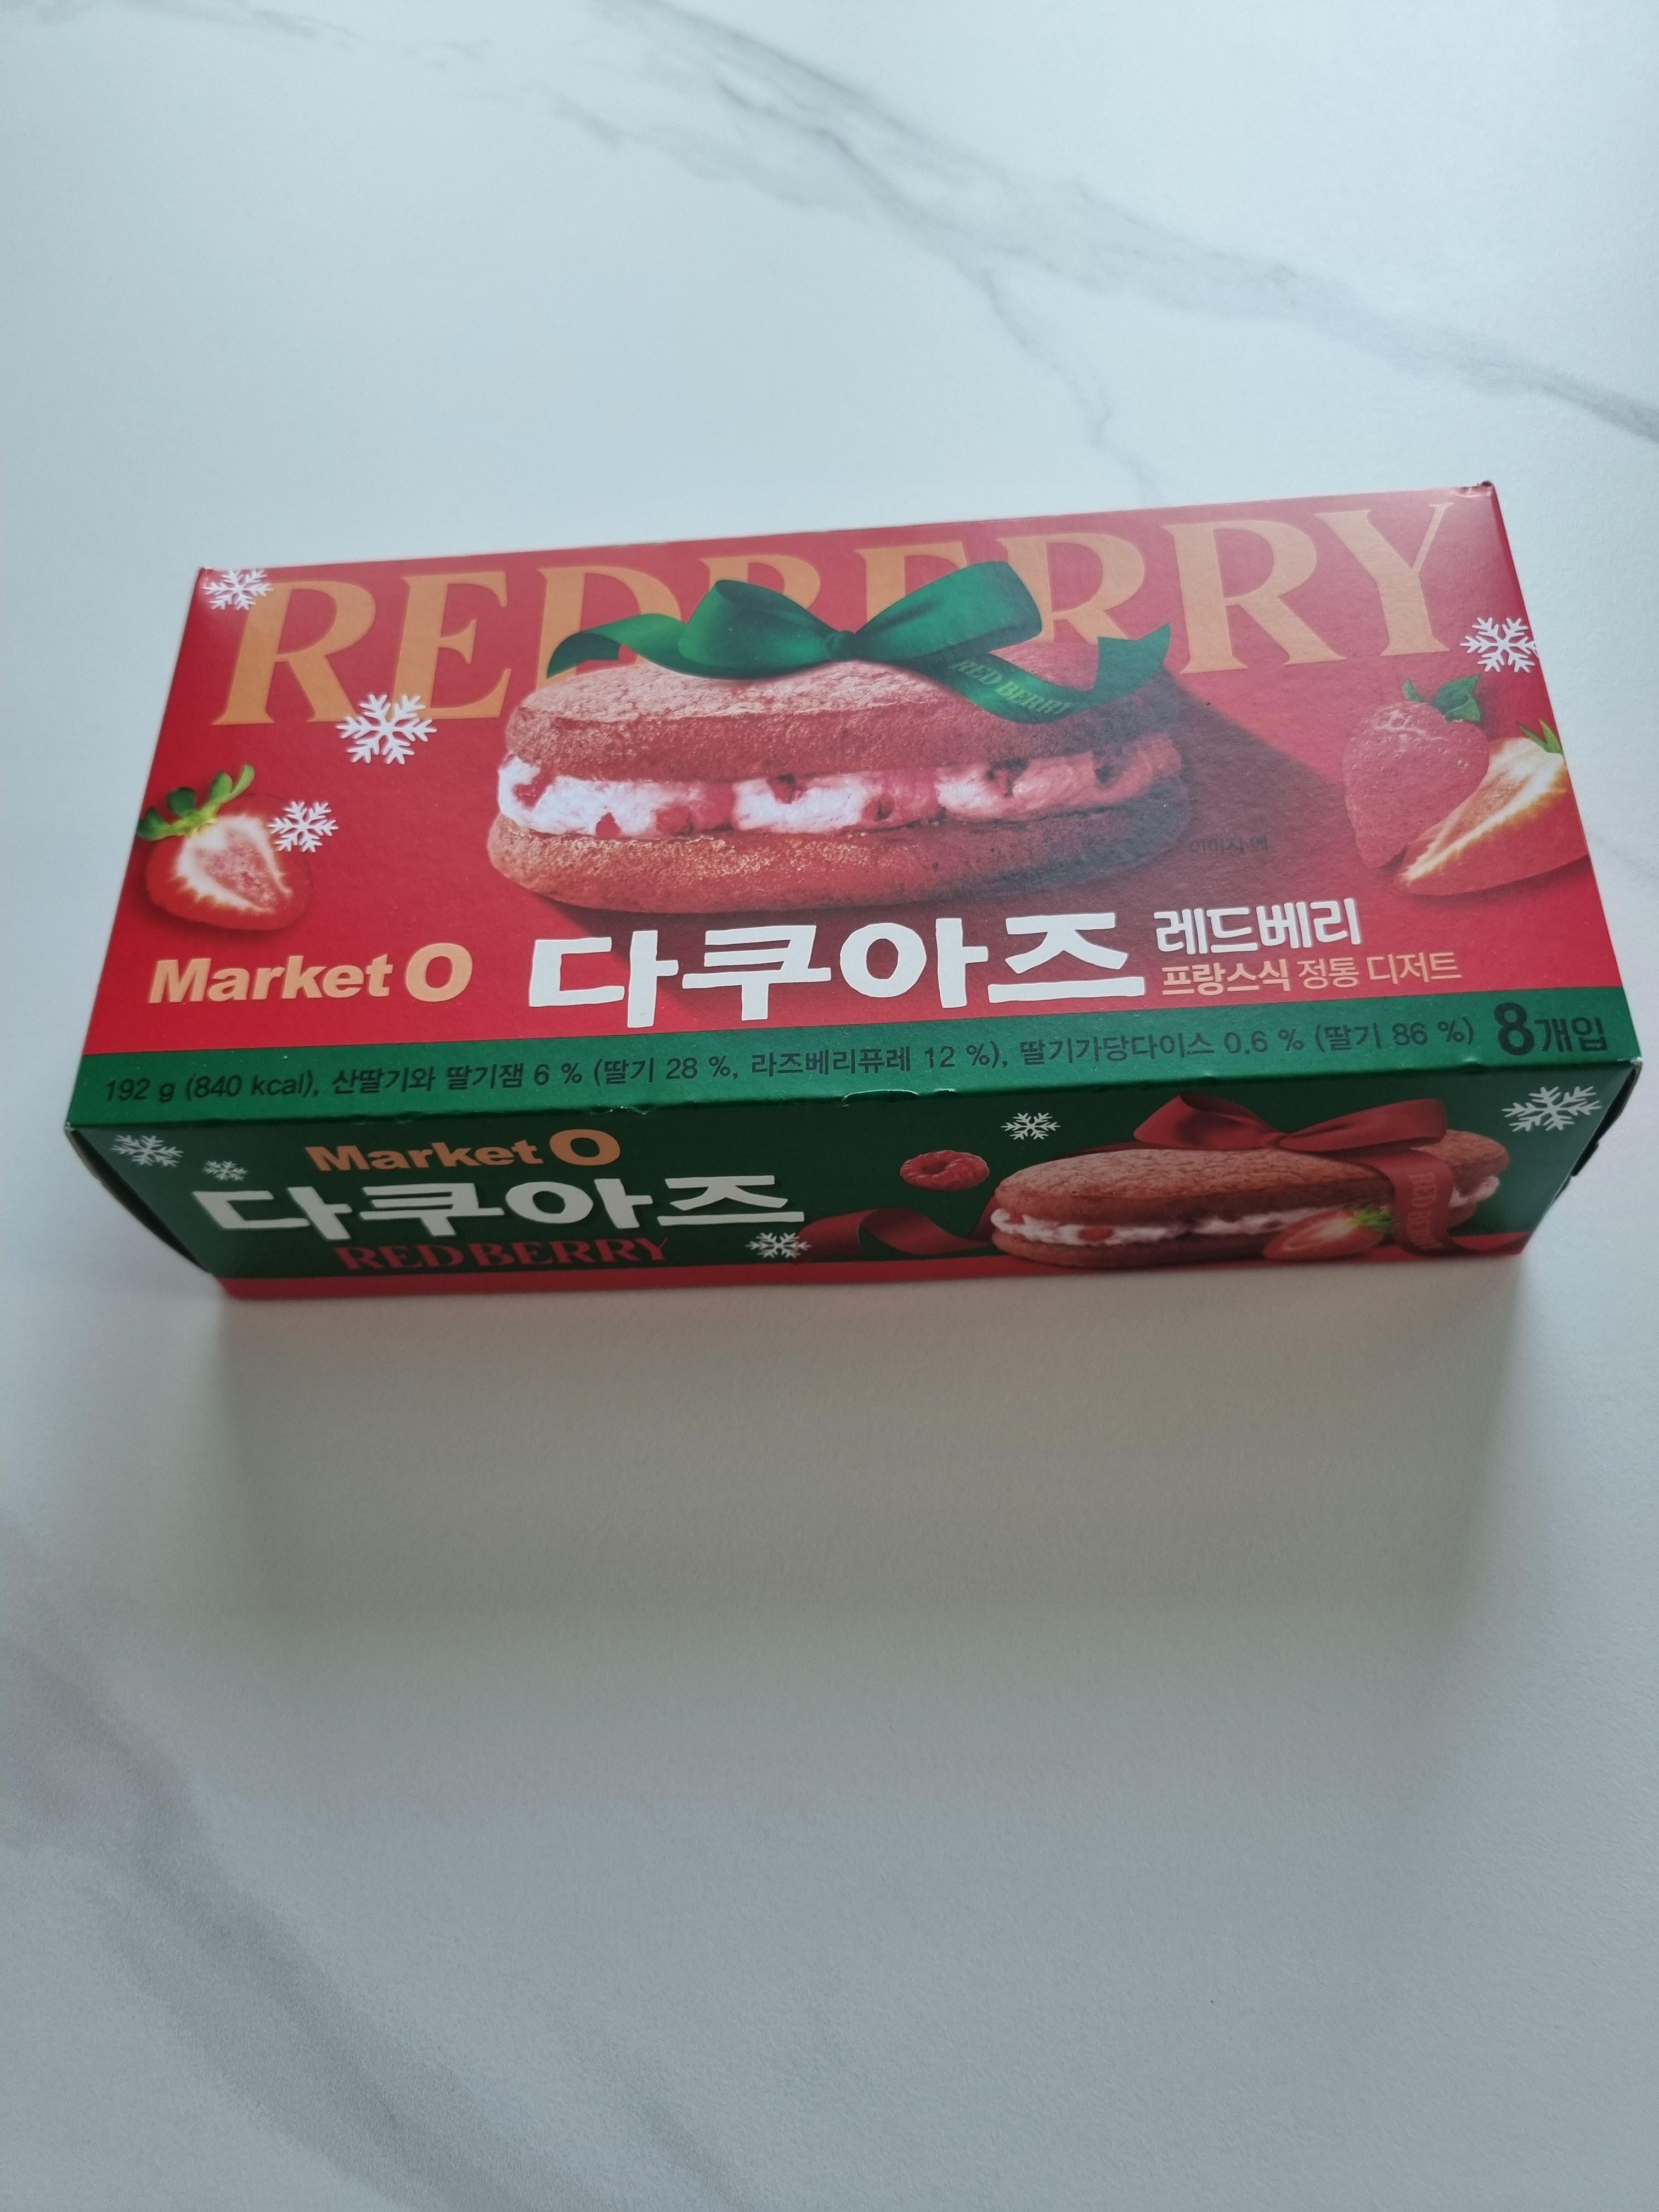 REDBERRY
RED BERRY
이미지 예
Market O 다쿠아즈 레드베리
프랑스식 정통 디저트
192 g (840 kcal), 산딸기와 딸기잼 6 % (딸기 28 %, 라즈베리퓨레 12 %), 딸기가당다이스 0.6 % (딸기 86 %) 8개입
Market O
다쿠아즈
RED BERRY
RED BERRY